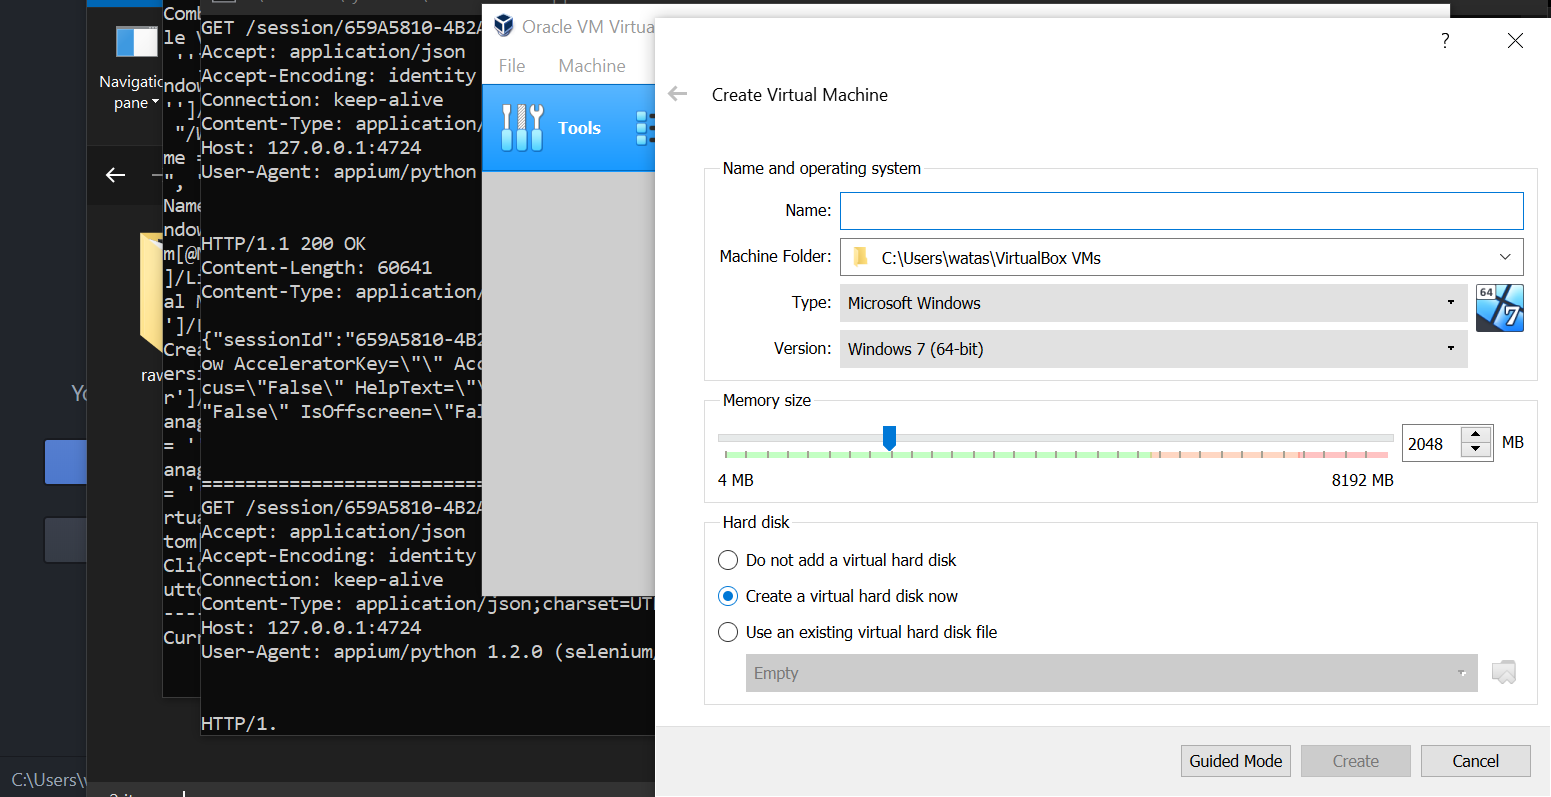 Navigatic
pane
C:\Users\
Comb
le
ndow
me =
Name
ndow
m[@N
]/Li
al M
Crea
ersi
r']/
anag
= '
anag
= '
rtua
tom
Clic
utto
----
Curr
GET /session/659A5810-4B2A
Accept: application/json
Accept-Encoding: identity
Connection: keep-alive
Content-Type: application/
Host: 127.0.0.1:4724
User-Agent: appium/python
HTTP/1.1 200 OK
Content-Length: 60641
Content-Type: application/
{"sessionId":"659A5810-4B2
ow AcceleratorKey=\"\" Acc
cus=\"False\" HelpText=\"\
"False\" IsOffscreen=\"Fal
==========================
GET /session/659A5810-4B2A
Accept: application/json
Accept-Encoding: identity
Connection: keep-alive
Content-Type: application/json;charset=UT
Host: 127.0.0.1:4724
User-Agent: appium/python 1.2.0 (selenium/
HTTP/1.
Oracle VM Virtua
File Machine
Tools
?
Create Virtual Machine
Name and operating system
Name:
Machine Folder: C:\Users\watas\VirtualBox VMs
Type: Microsoft Windows
64
7
Version: Windows 7 (64-bit)
Memory size
2048 MB
4 MB 8192 MB
Hard disk
Do not add a virtual hard disk
Create a virtual hard disk now
Use an existing virtual hard disk file
Empty
Guided Mode Create Cancel